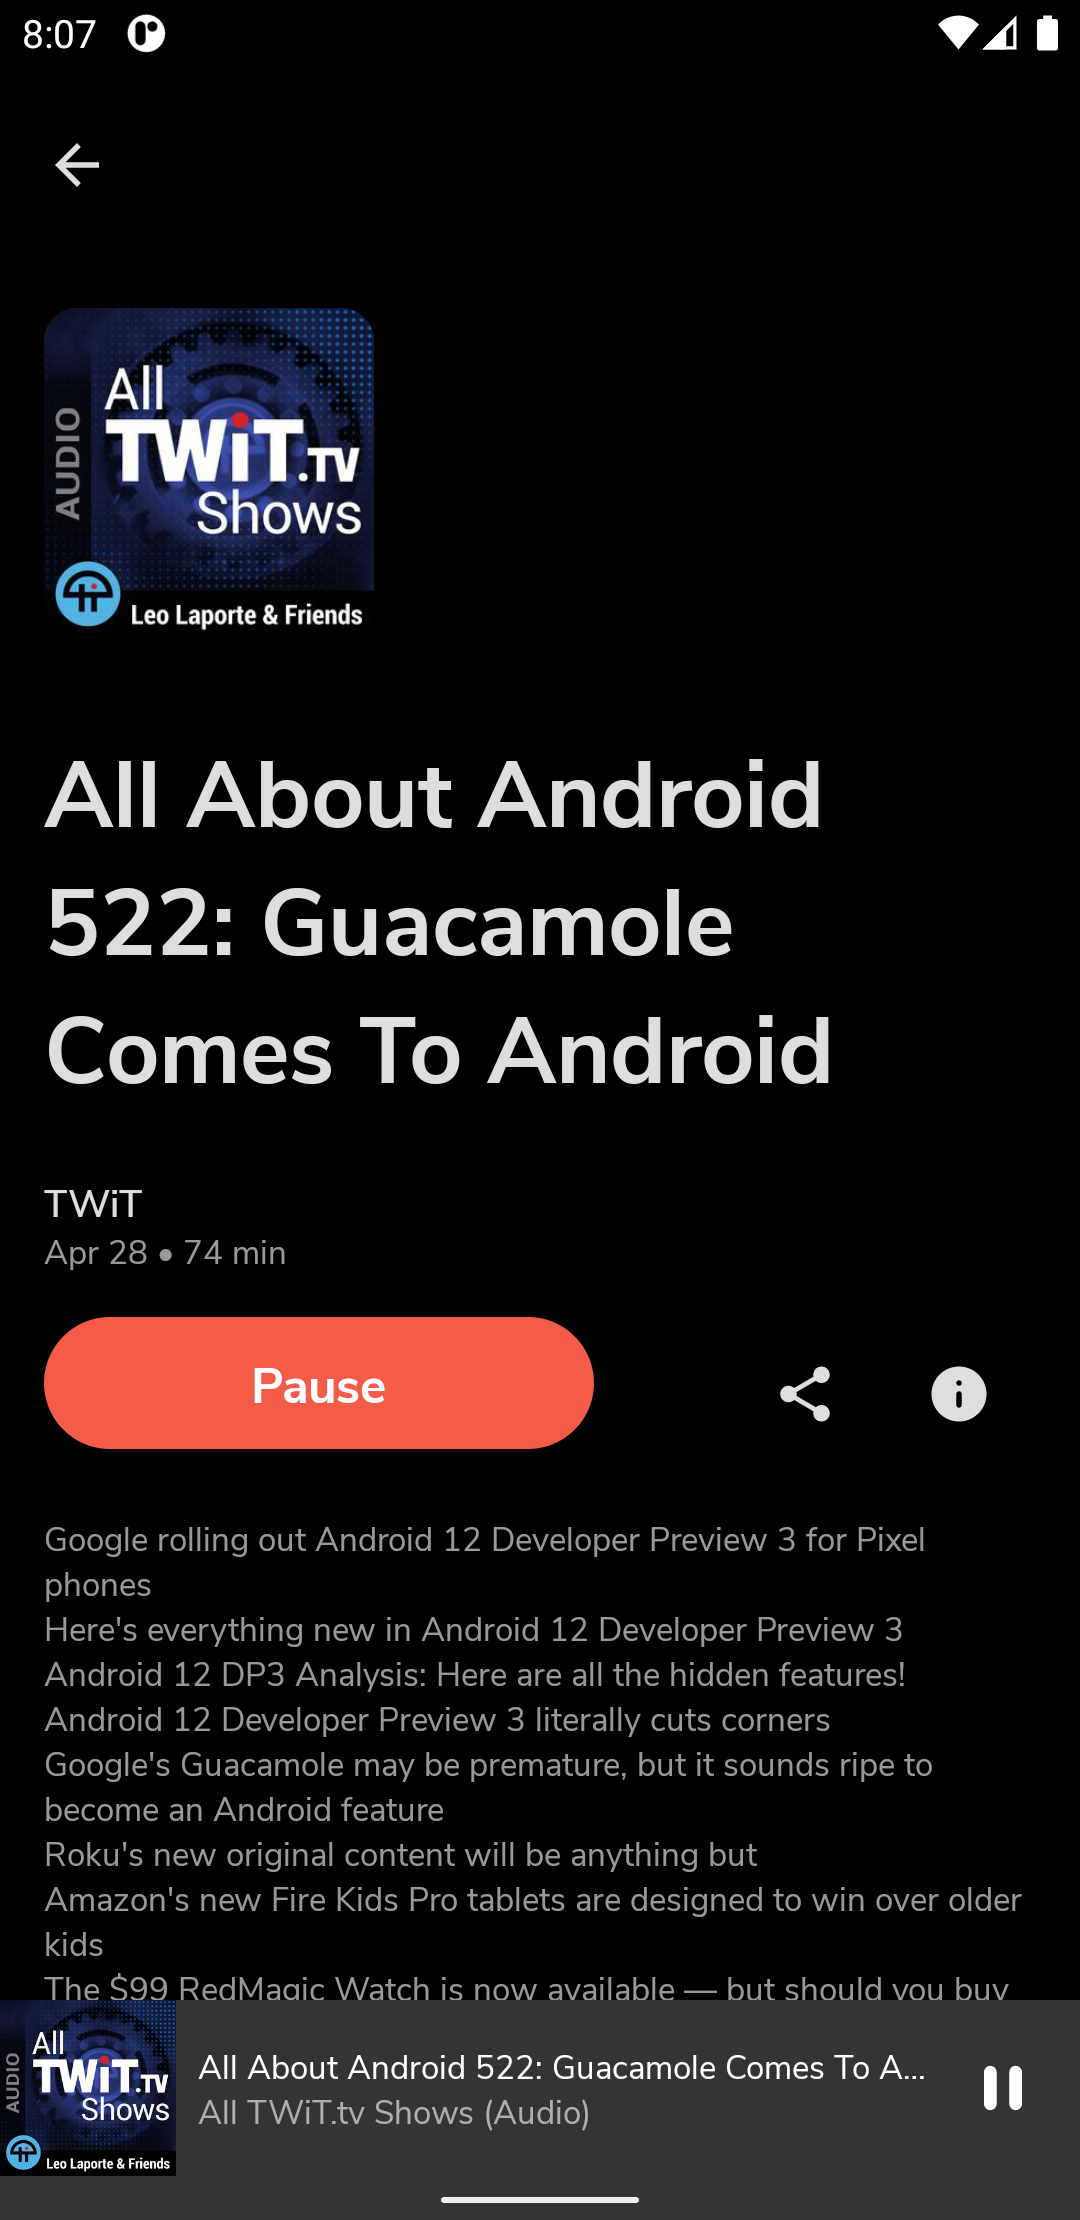 8:07
All
TWiT.TV
Shows
AUDIO
Leo Laporte & Friends
All About Android
522: Guacamole
Comes To Android
TWiT
Apr 28 • 74 min
Pause
Google rolling out Android 12 Developer Preview 3 for Pixel
phones
Here's everything new in Android 12 Developer Preview 3
Android 12 DP3 Analysis: Here are all the hidden features!
Android 12 Developer Preview 3 literally cuts corners
Google's Guacamole may be premature, but it sounds ripe to
become an Android feature
Roku's new original content will be anything but
Amazon's new Fire Kids Pro tablets are designed to win over older
kids
The $99 RedMagic Watch is now available — but should you buy
All
TWiT.TV
Shows
AUDIO
Leo Laporte & Friends
All About Android 522: Guacamole Comes To A...
All TWiT.tv Shows (Audio)